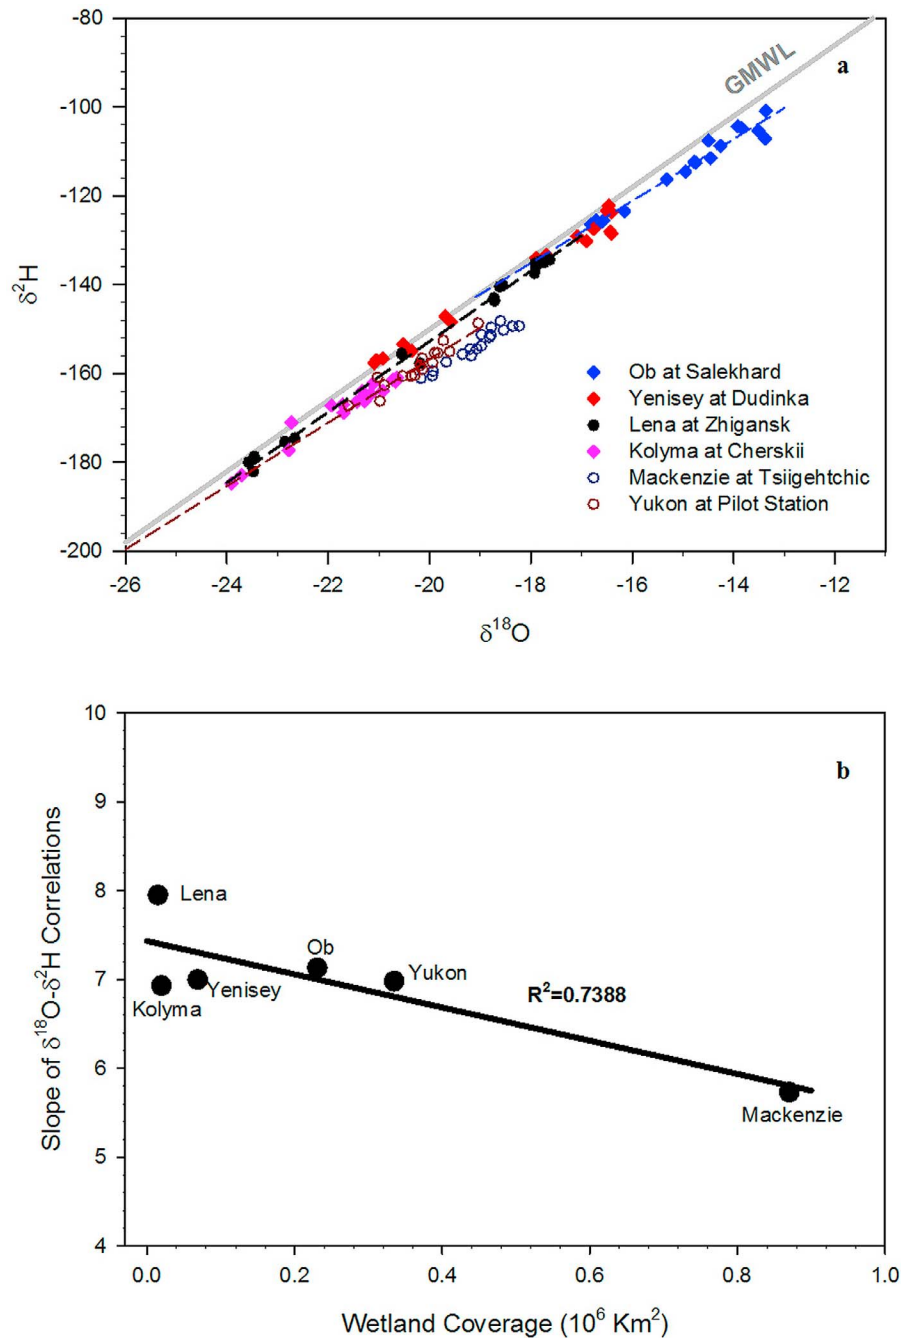 -80
a
GMWL
-100
-120
-140
δ²H
-160
-180
-200
Ob at Salekhard
Yenisey at Dudinka
Lena at Zhigansk
Kolyma at Cherskii
Mackenzie at Tsiigehtchic
Yukon at Pilot Station
-26 -24 -22 -20 -18 -16 -14 -12
δ¹⁸O
10
b
9
8
7
6
5
4
Slope of δ¹⁸O-δ²H Correlations
Lena
Ob
Yukon
Kolyma
Yenisey
R²=0.7388
Mackenzie
0.0 0.2 0.4 0.6 0.8 1.0
Wetland Coverage (10⁶ Km²)